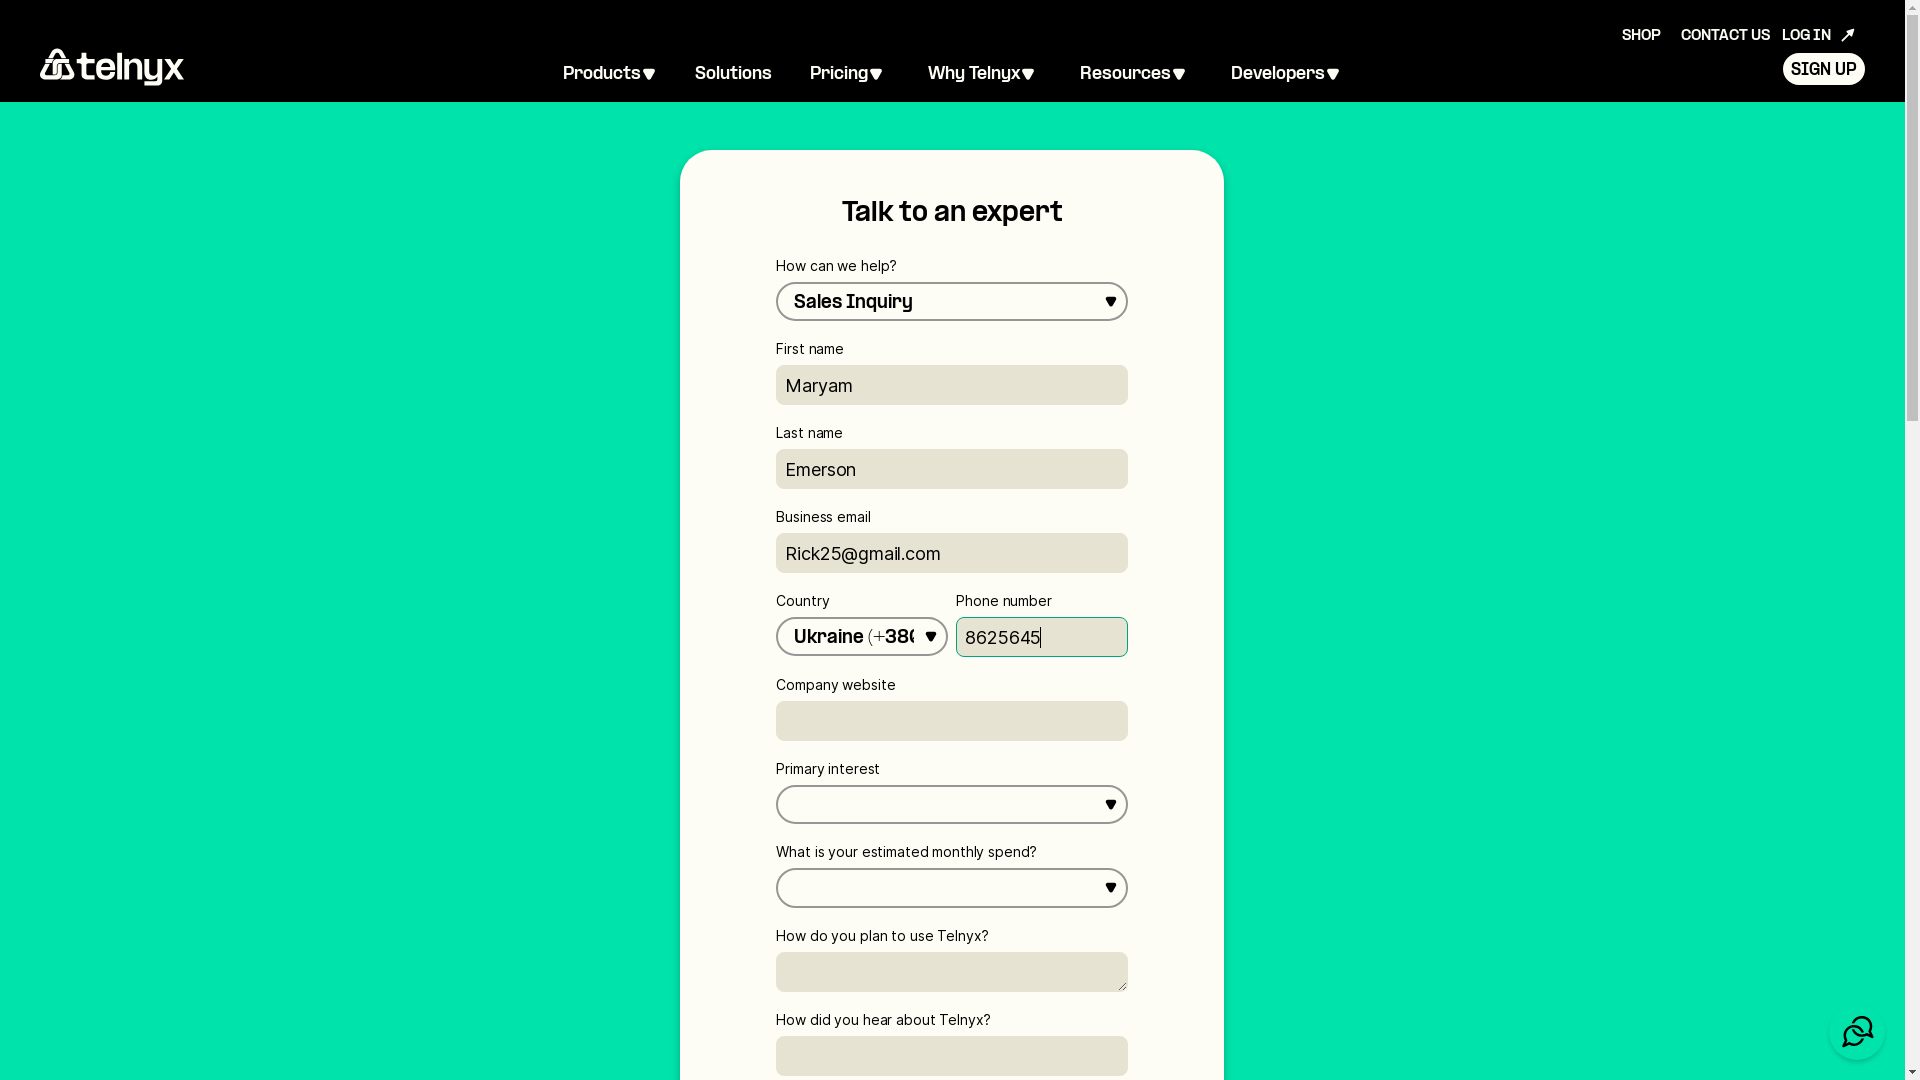 SHOP CONTACT US LOG IN
telnyx Products Solutions Pricing Why Telnyx Resources Developers SIGN UP
Talk to an expert
How can we help?
Sales Inquiry
First name
Maryam
Last name
Emerson
Business email
Rick25@gmail.com
Country Phone number
Ukraine (+380 8625645
Company website
Primary interest
What is your estimated monthly spend?
How do you plan to use Telnyx?
How did you hear about Telnyx?